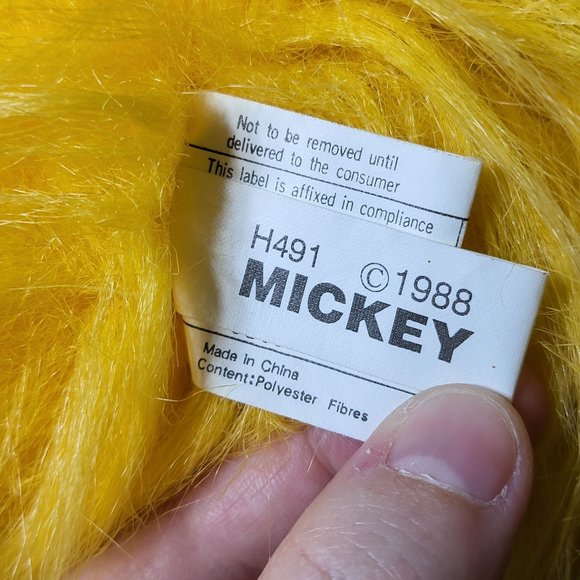 Not to be removed until
delivered to the consumer
This label is affixed in compliance
H491 ©1988
MICKEY
Made in China
Content:Polyester Fibres